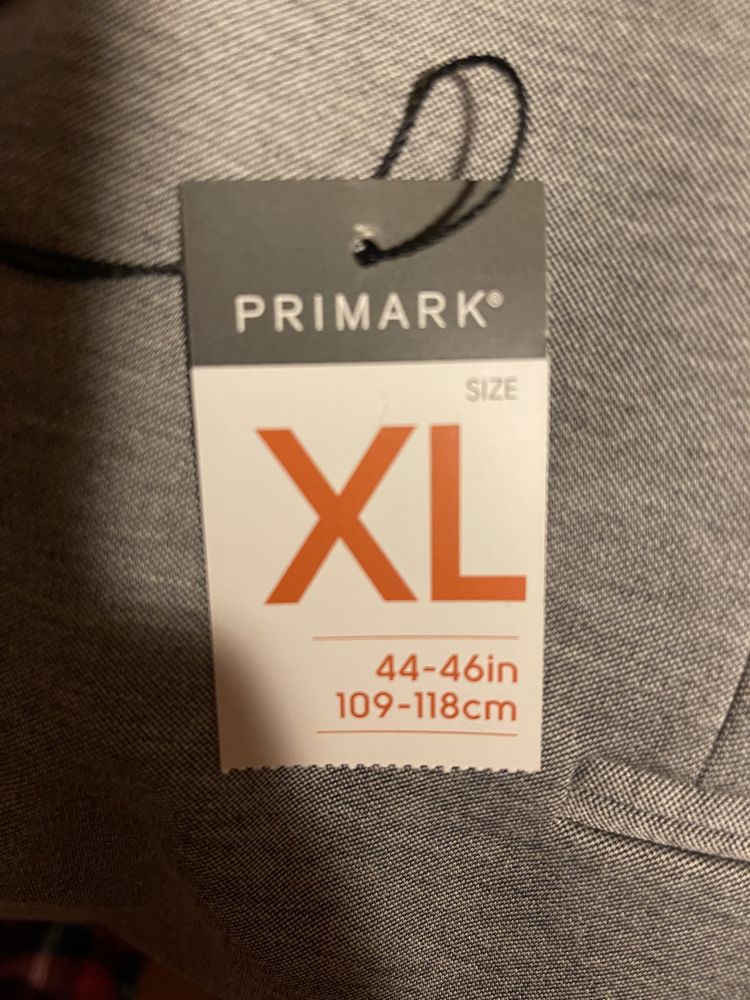 PRIMARK®
SIZE
XL
44-46in
109-118cm